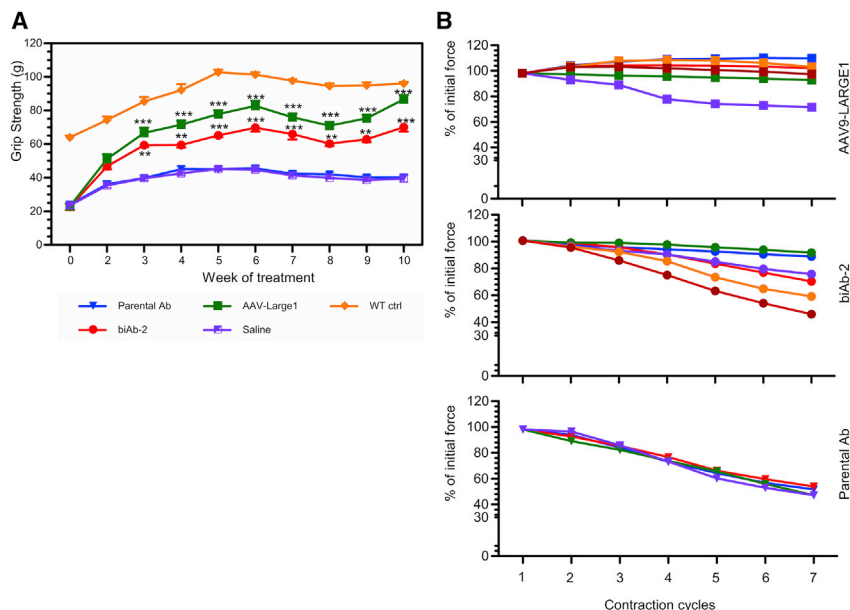 A
120
100
80
60
40
20
0
Grip Strength (g)
*** *** *** *** *** *** *** ***
** ** *** *** *** ** ** ***
0 2 3 4 5 6 7 8 9 10
Week of treatment
Parental Ab AAV-Large1 WT ctrl
biAb-2 Saline
B
120
100
80
60
40
30
0
% of initial force
AAV9-LARGE1
120
100
80
60
40
30
0
% of initial force
biAb-2
120
100
80
60
40
30
0
% of initial force
Parental Ab
1 2 3 4 5 6 7
Contraction cycles